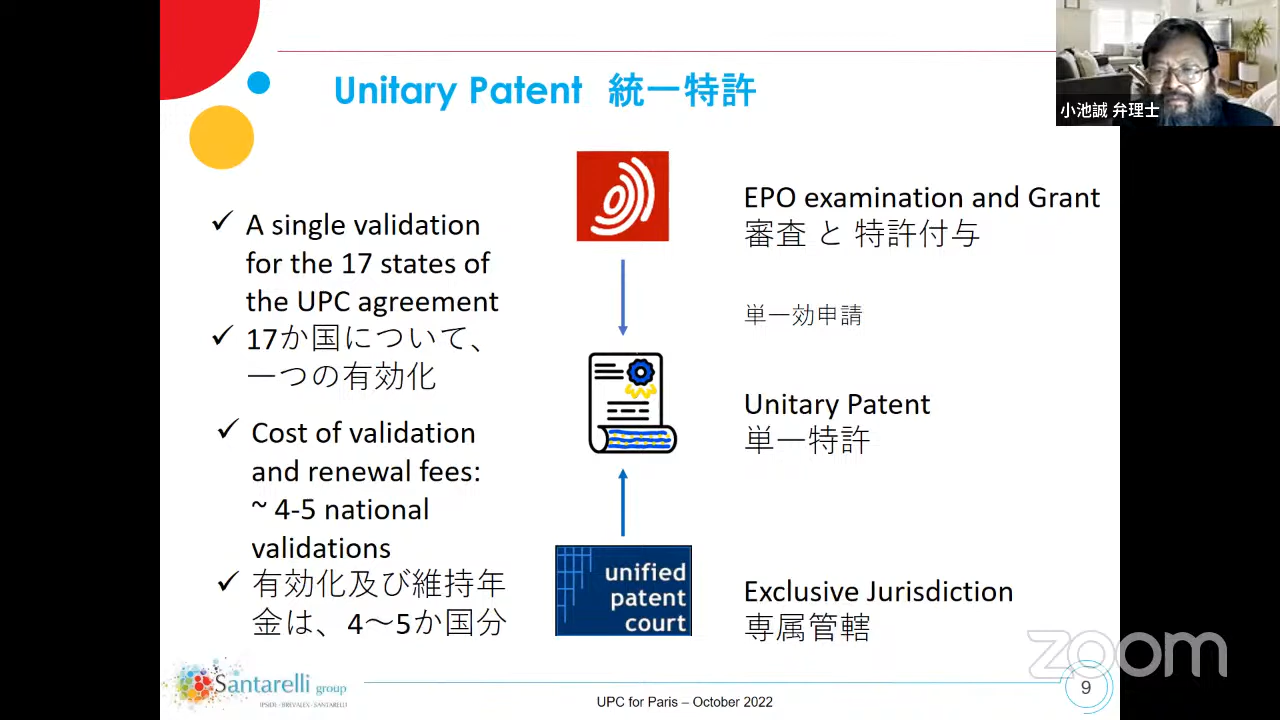 Unitary Patent 統一特許
小池誠 弁理士
✓ A single validation
for the 17 states of
the UPC agreement
✓ 17か国について、
一つの有効化
✓ Cost of validation
and renewal fees:
~ 4-5 national
validations
✓ 有効化及び維持年
金は、4～5か国分
EPO examination and Grant
審査 と 特許付与
単一効申請
Unitary Patent
単一特許
unified
patent
court
Exclusive Jurisdiction
専属管轄
zoom
Santarelli group
IPSIDE - BREVALEX - SANTARELLI
UPC for Paris – October 2022
9